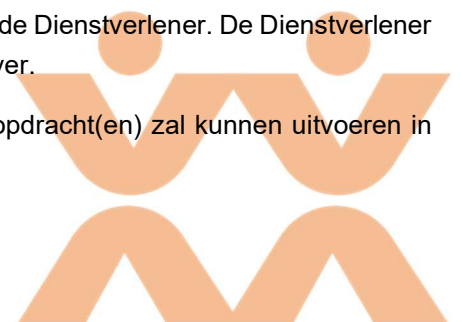 de Dienstverlener. De Dienstverlener
ver.
opdracht(en) zal kunnen uitvoeren in